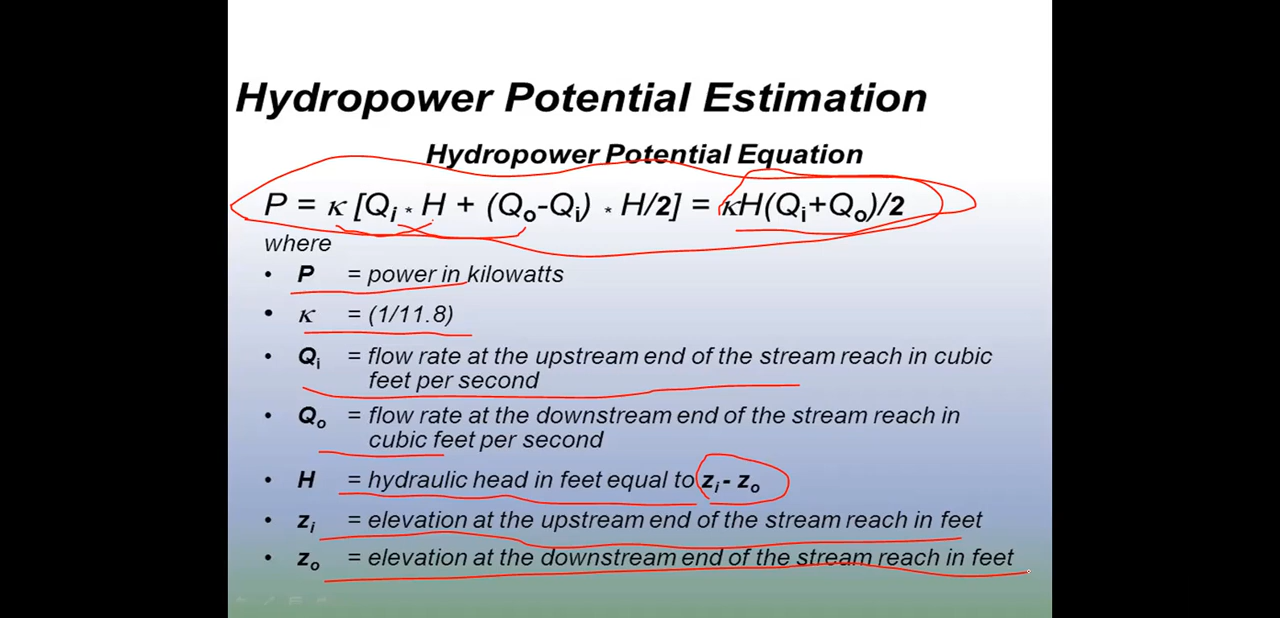 Hydropower Potential Estimation
Hydropower Potential Equation
P = κ [Qi * H + (Qo-Qi) * H/2] = κH(Qi+Qo)/2
where
• P = power in kilowatts
• κ = (1/11.8)
• Qi = flow rate at the upstream end of the stream reach in cubic
feet per second
• Qo = flow rate at the downstream end of the stream reach in
cubic feet per second
• H = hydraulic head in feet equal to zi - zo
• zi = elevation at the upstream end of the stream reach in feet
• zo = elevation at the downstream end of the stream reach in feet